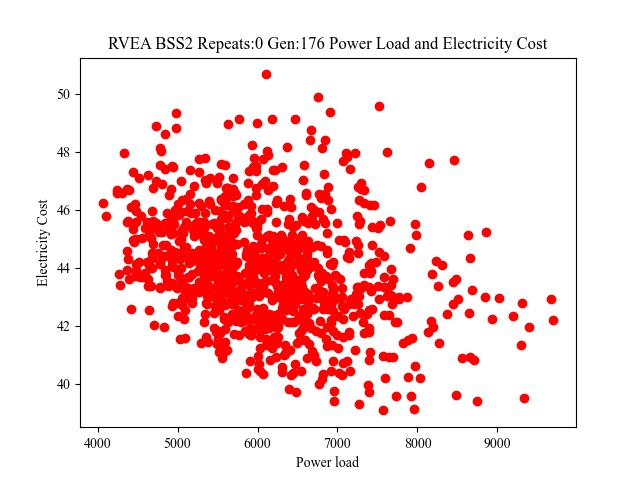 RVEA BSS2 Repeats:0 Gen:176 Power Load and Electricity Cost
50
48
46
44
42
40
Electricity Cost
4000 5000 6000 7000 8000 9000
Power load